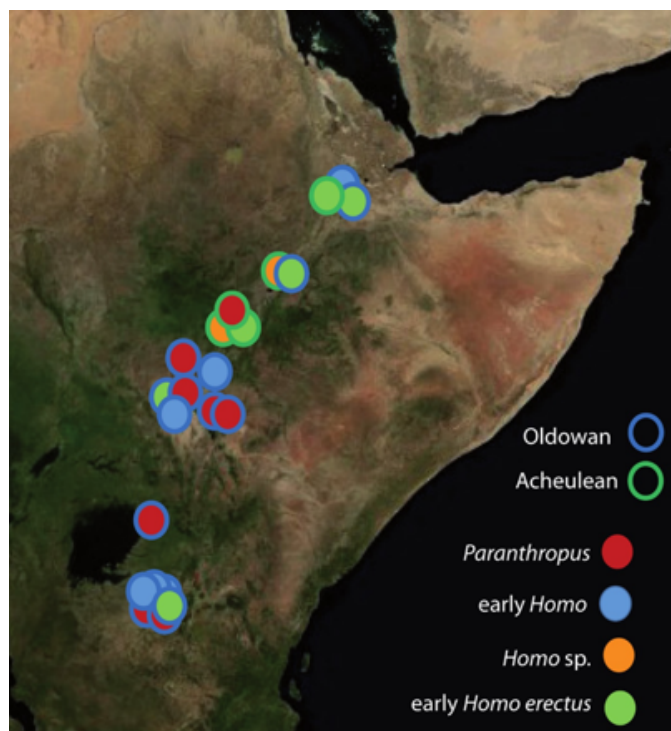 Oldowan
Acheulean
Paranthropus
early Homo
Homo sp.
early Homo erectus